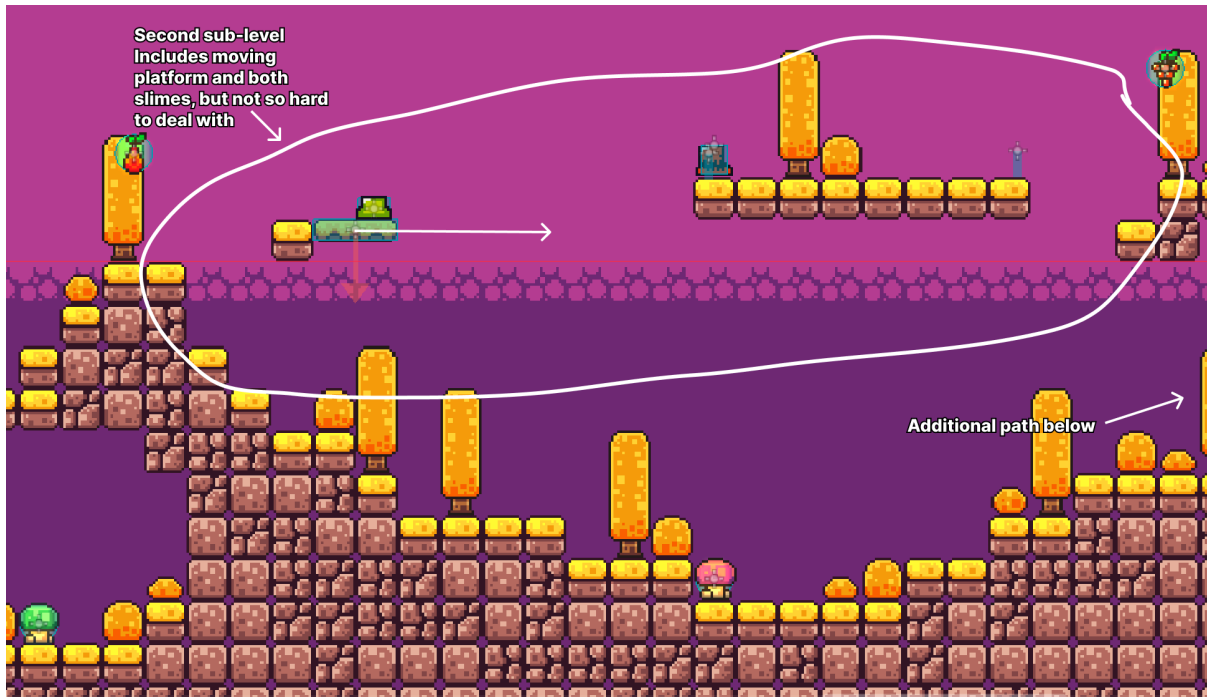 Second sub-level
Includes moving
platform and both
slimes, but not so hard
to deal with
Additional path below